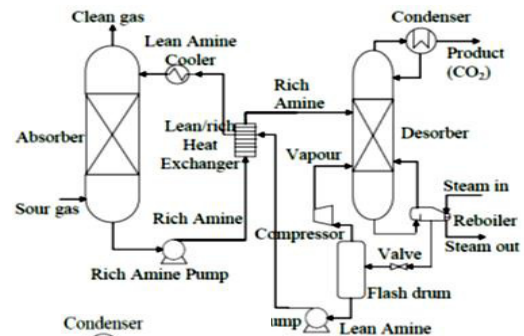 Clean gas
Lean Amine
Cooler
Condenser
Product
(CO2)
Rich
Amine
Absorber
Lean/rich
Heat
Exchanger
Desorber
Vapour
Steam in
Sour gas
Rich Amine
Compressor
Reboiler
Steam out
Valve
Rich Amine Pump
Flash drum
Condenser
ump
Lean Amine